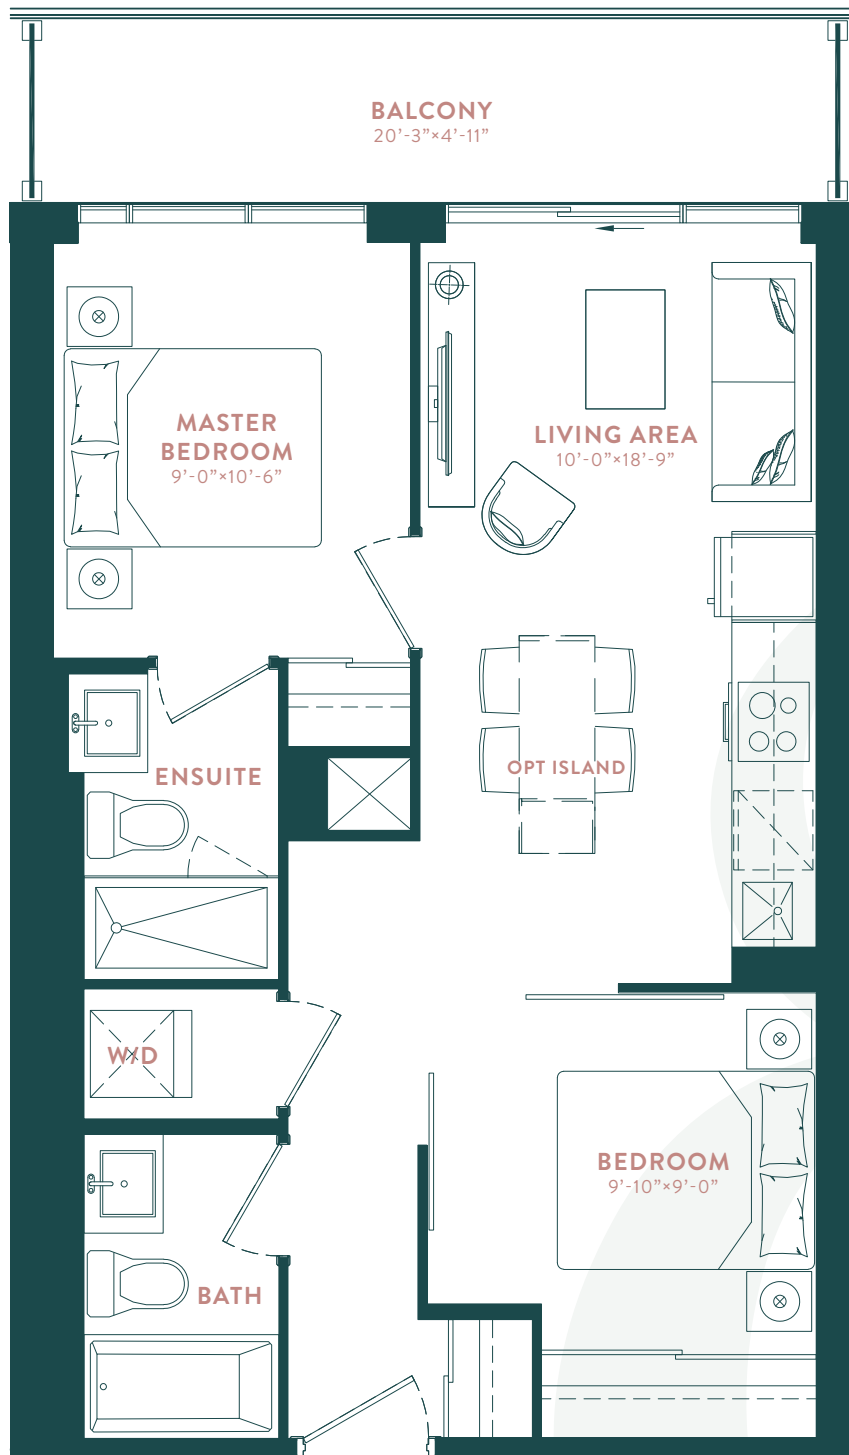 BALCONY
20'-3"×4'-11"
MASTER
BEDROOM
9'-0"×10'-6"
LIVING AREA
10'-0"×18'-9"
OPT ISLAND
ENSUITE
W/D
BEDROOM
9'-10"×9'-0"
BATH